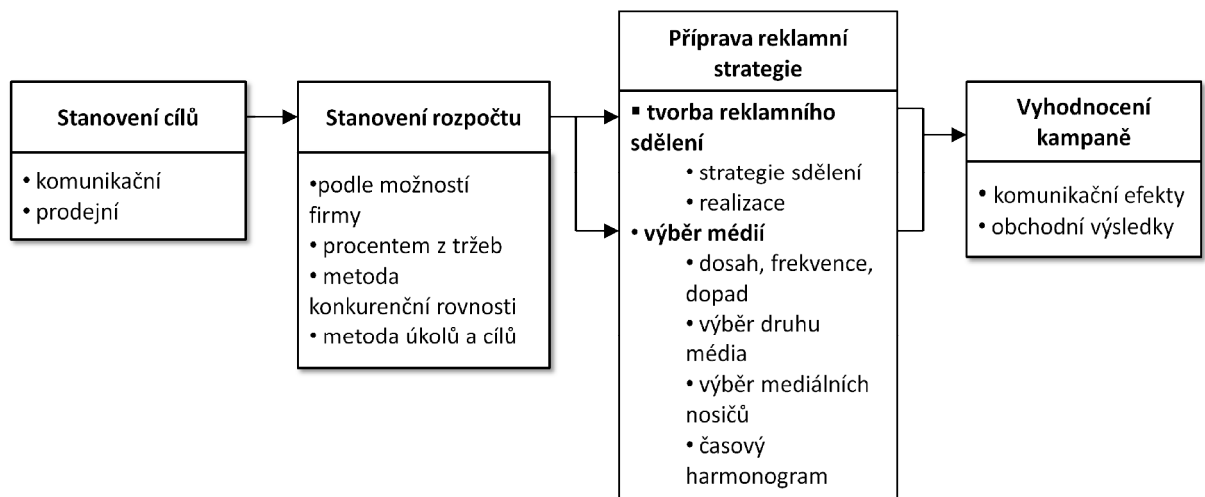 Stanovení cílů
• komunikační
• prodejní
Stanovení rozpočtu
•podle možností
firmy
• procentem z tržeb
• metoda
konkurenční rovnosti
• metoda úkolů a cílů
Příprava reklamní
strategie
▪ tvorba reklamního
sdělení
• strategie sdělení
• realizace
• výběr médií
• dosah, frekvence,
dopad
• výběr druhu
média
• výběr mediálních
nosičů
• časový
harmonogram
Vyhodnocení
kampaně
• komunikační efekty
• obchodní výsledky